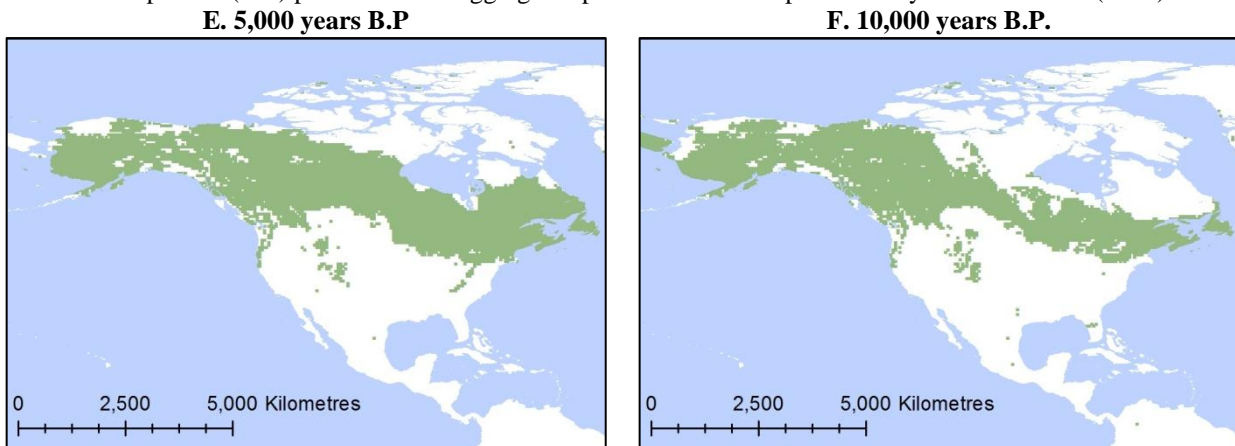 E. 5,000 years B.P
F. 10,000 years B.P.
0 2,500 5,000 Kilometres
0 2,500 5,000 Kilometres